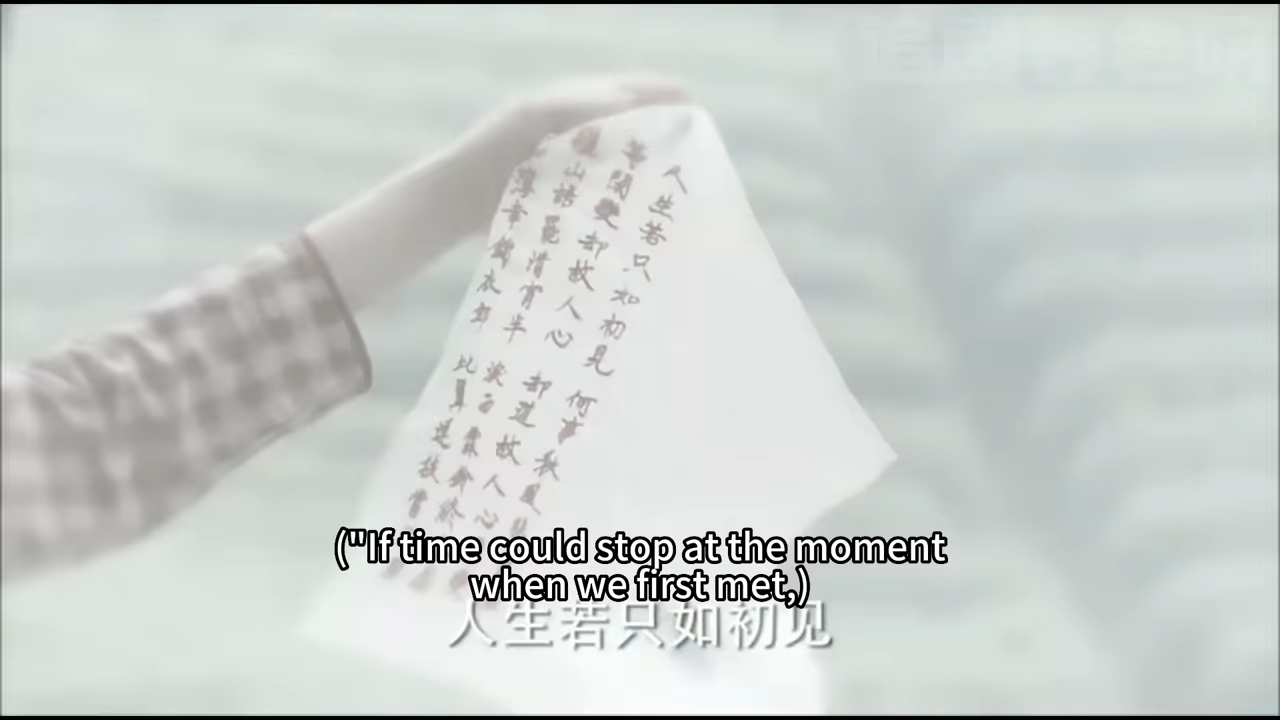 人生若只如初見 何事秋風
等閑變却故人心 却道故人心
山語罷清宵半 淚雨霖鈴終
薄幸錦衣郎 比翼連枝當
("If time could stop at the moment
when we first met,)
人生若只如初见